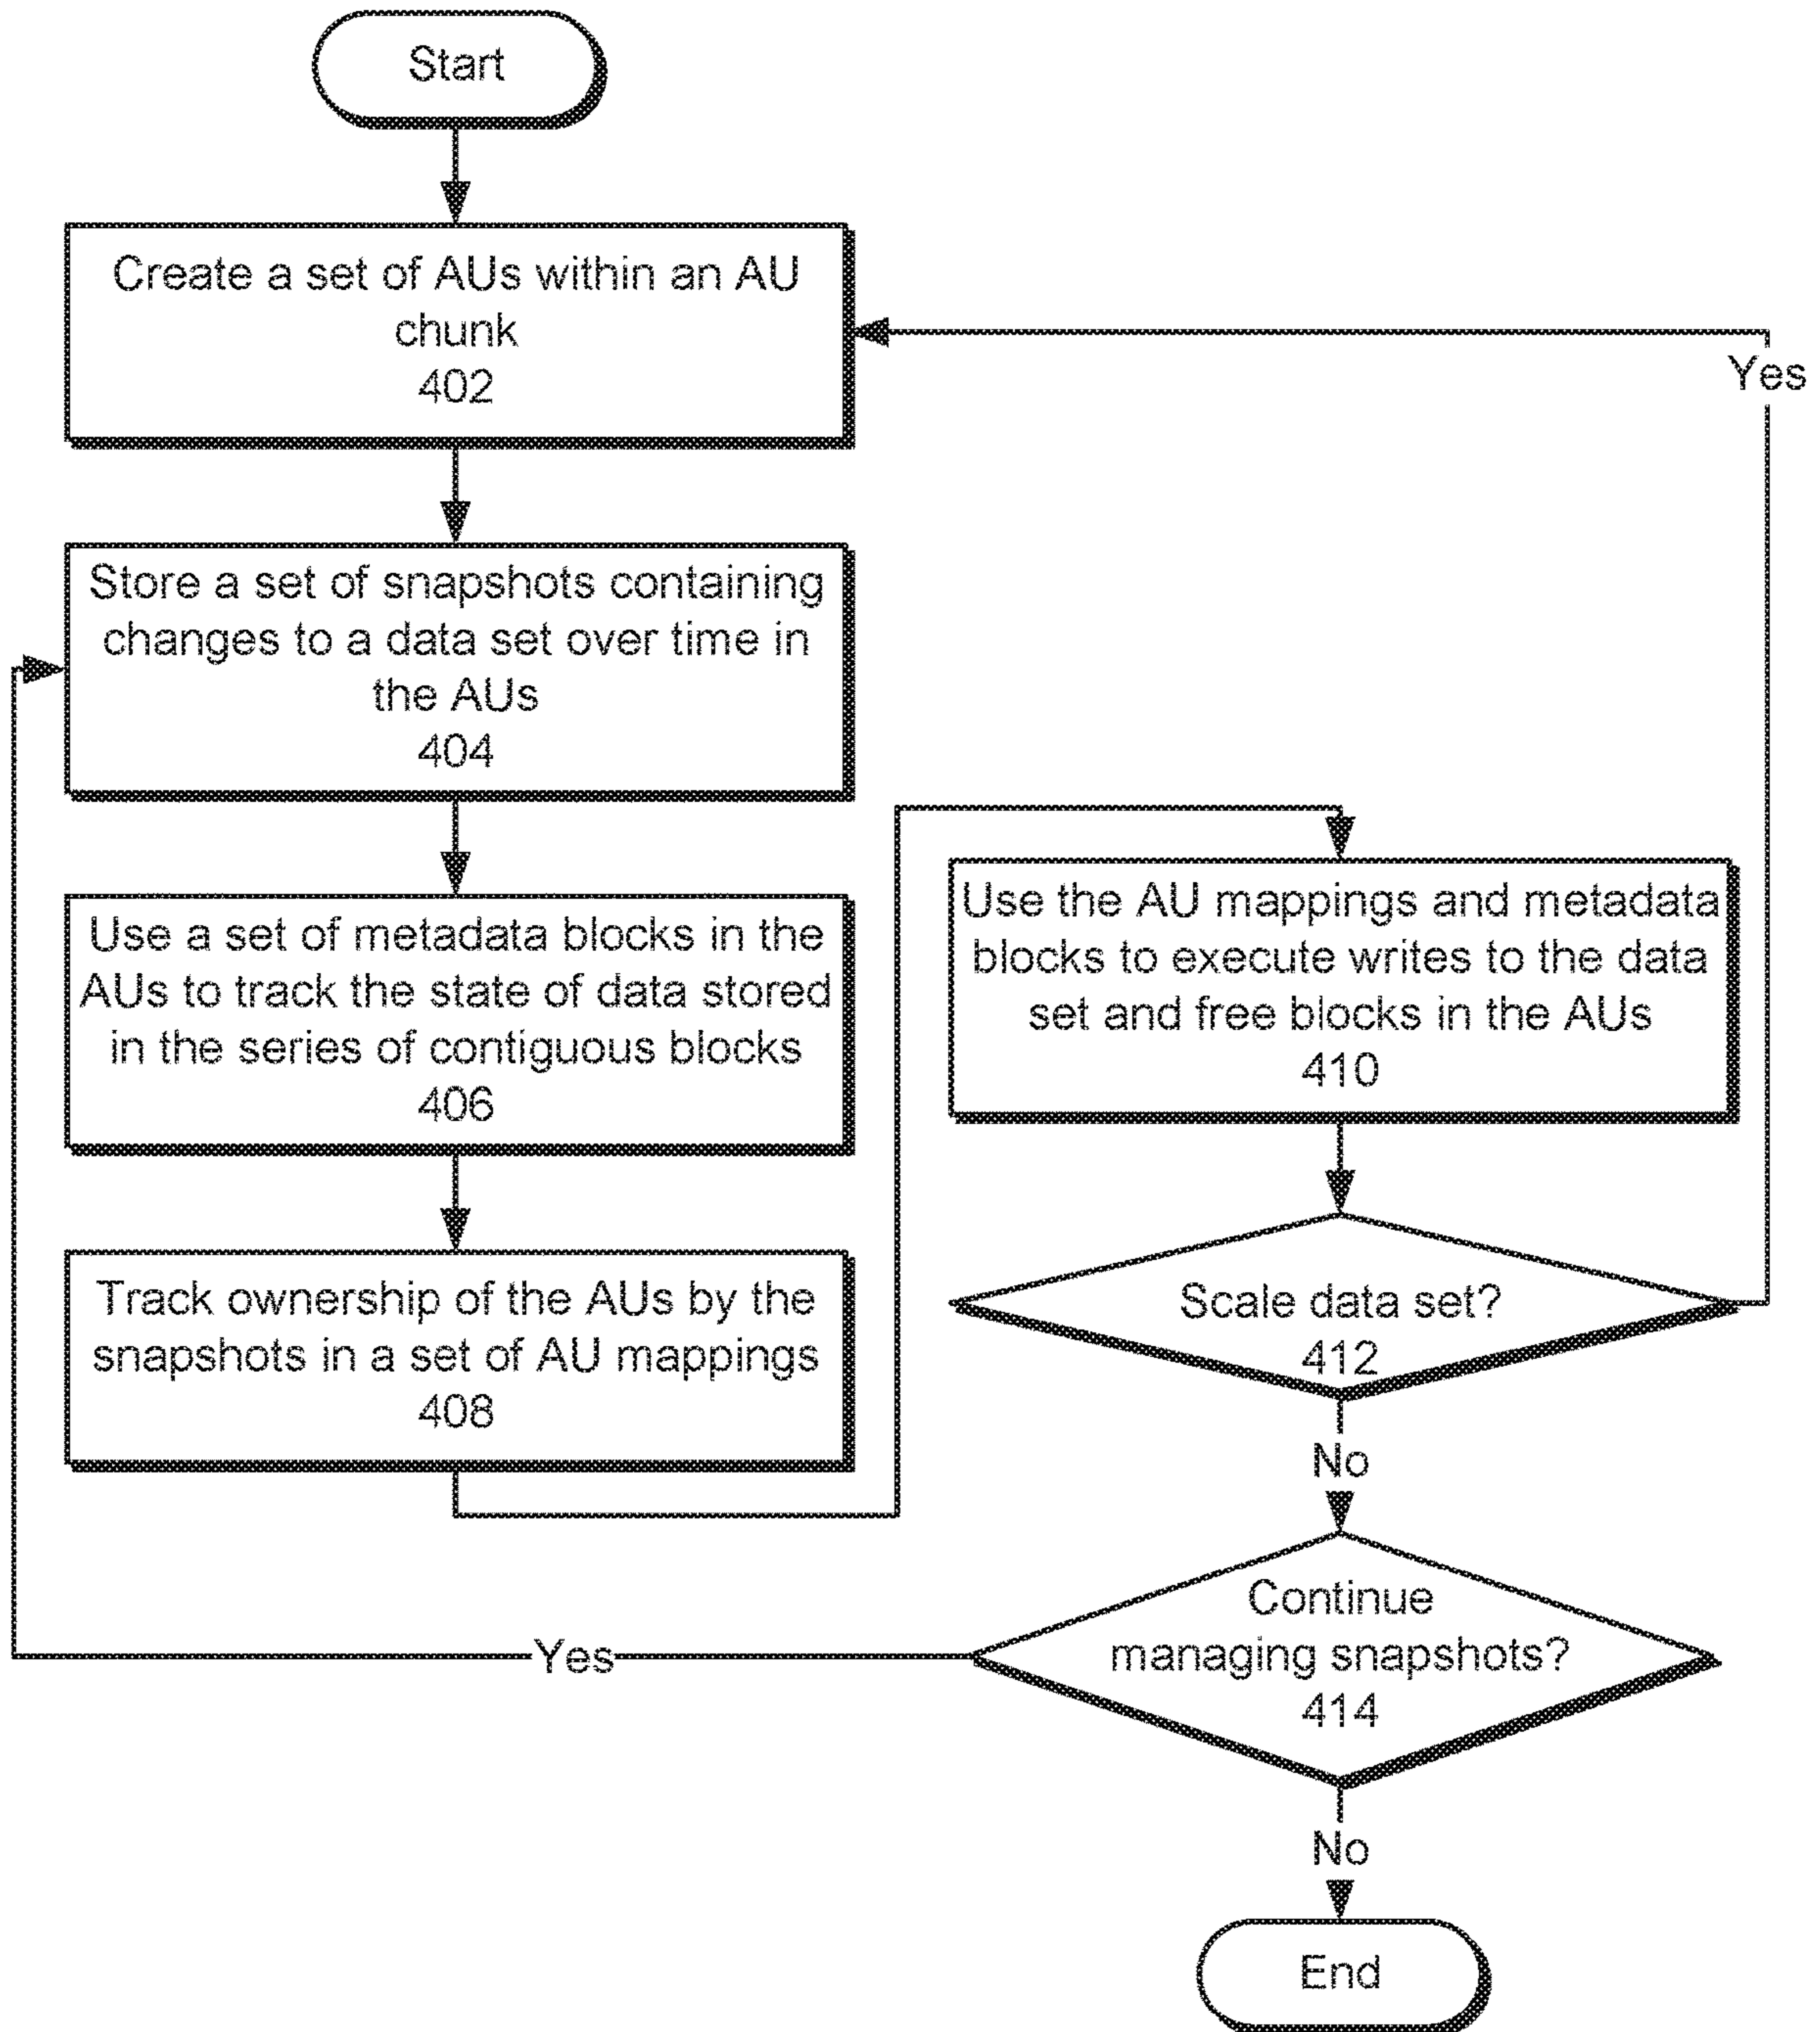 Start
Create a set of AUs within an AU
chunk
402
Yes
Store a set of snapshots containing
changes to a data set over time in
the AUs
404
Use a set of metadata blocks in the
AUs to track the state of data stored
in the series of contiguous blocks
406
Track ownership of the AUs by the
snapshots in a set of AU mappings
408
Use the AU mappings and metadata
blocks to execute writes to the data
set and free blocks in the AUs
410
Scale data set?
412
No
Continue
managing snapshots?
414
Yes
No
End